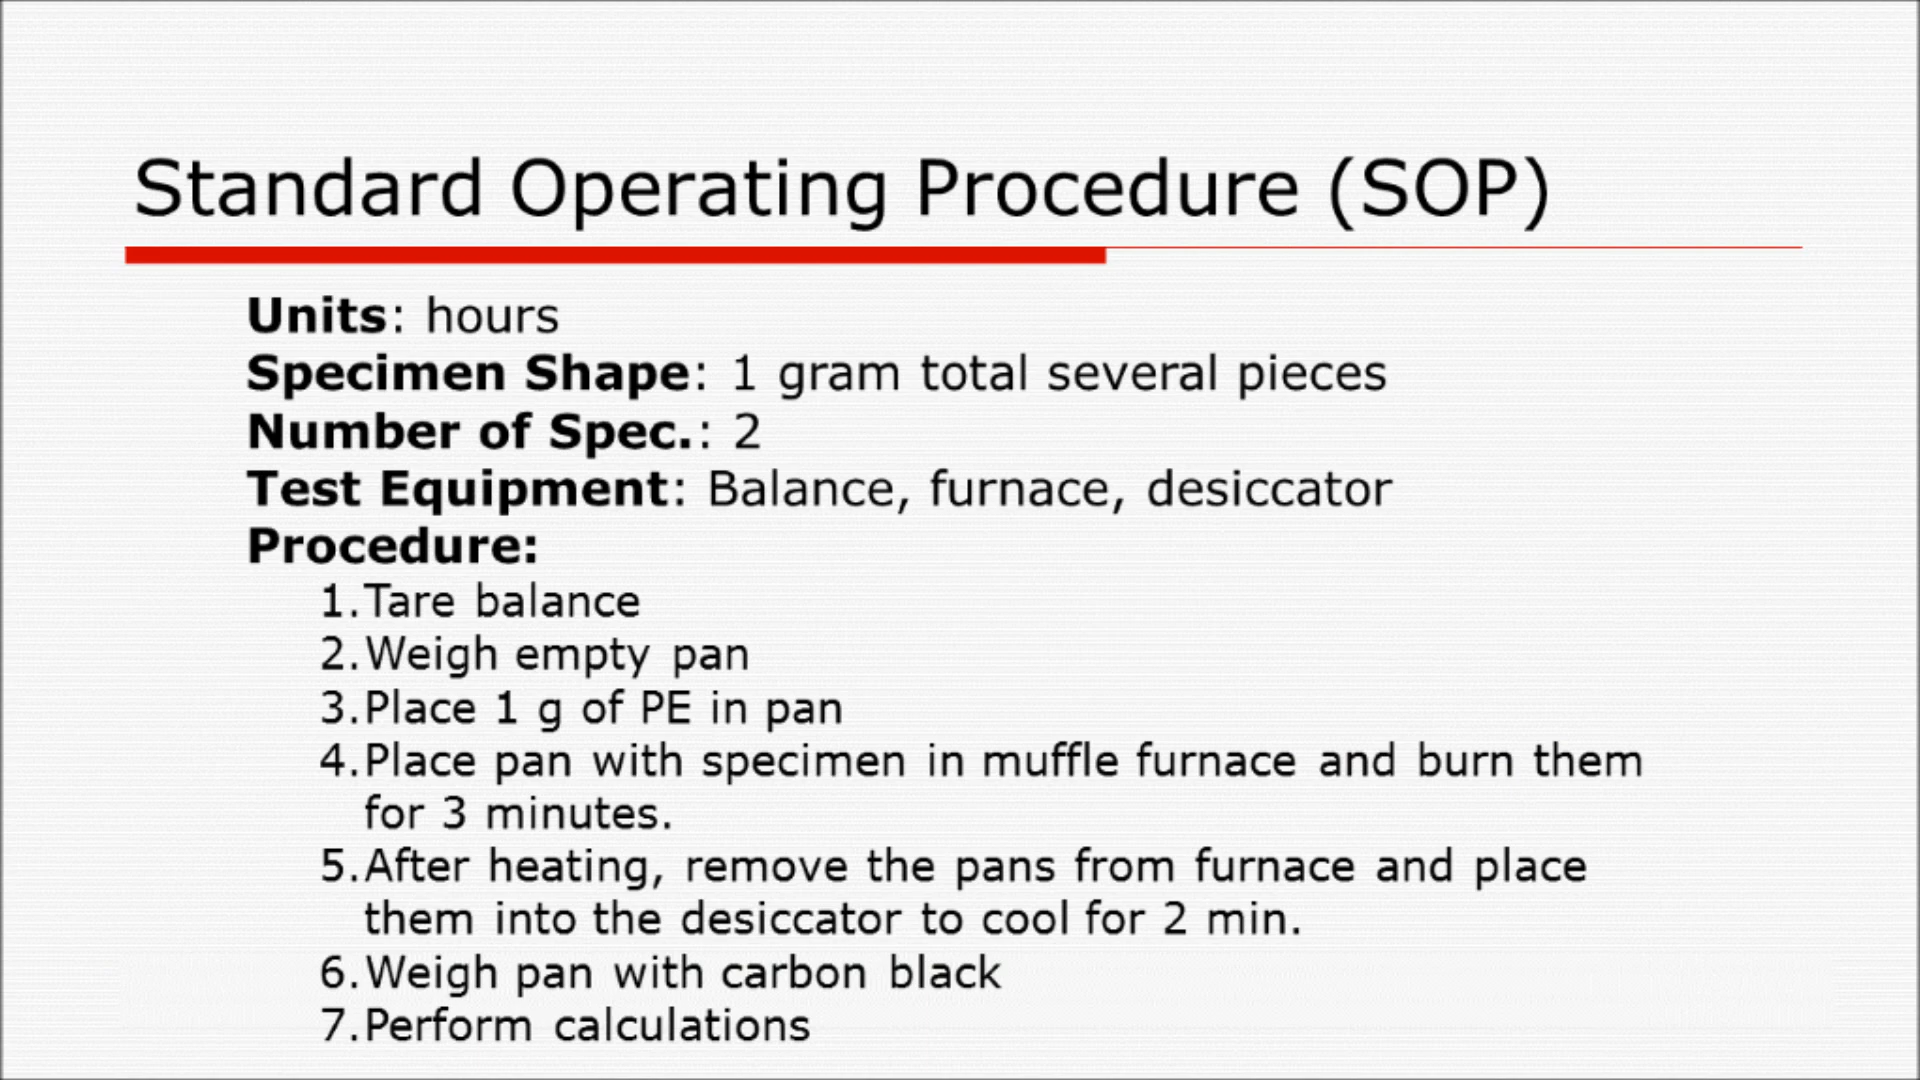 Standard Operating Procedure (SOP)
Units: hours
Specimen Shape: 1 gram total several pieces
Number of Spec.: 2
Test Equipment: Balance, furnace, desiccator
Procedure:
1.Tare balance
2.Weigh empty pan
3.Place 1 g of PE in pan
4.Place pan with specimen in muffle furnace and burn them
for 3 minutes.
5.After heating, remove the pans from furnace and place
them into the desiccator to cool for 2 min.
6.Weigh pan with carbon black
7.Perform calculations